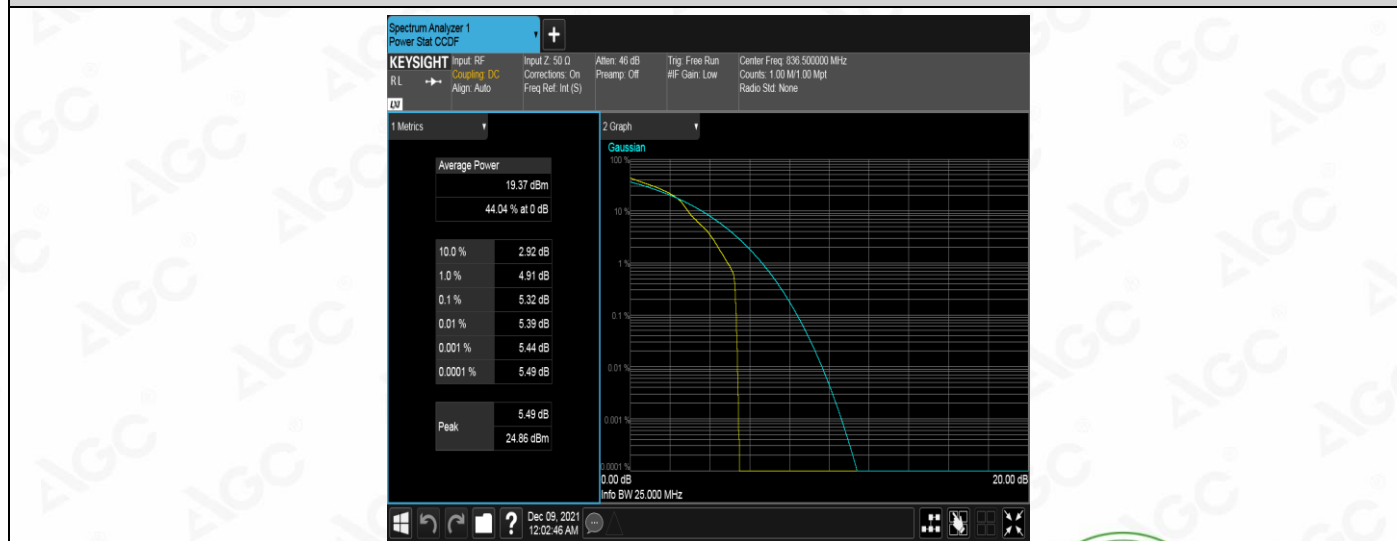 Spectrum Analyzer 1
Power Stat CCDF
+
KEYSIGHT
RL
LXI
Input: RF
Coupling: DC
Align: Auto
Input Z: 50 Ω
Corrections: On
Freq Ref: Int (S)
Atten: 46 dB
Preamp: Off
Trig: Free Run
#IF Gain: Low
Center Freq: 836.500000 MHz
Counts: 1.00 M/1.00 Mpt
Radio Std: None
1 Metrics
Average Power
19.37 dBm
44.04 % at 0 dB
10.0 % 2.92 dB
1.0 % 4.91 dB
0.1 % 5.32 dB
0.01 % 5.39 dB
0.001 % 5.44 dB
0.0001 % 5.49 dB
Peak
5.49 dB
24.86 dBm
2 Graph
Gaussian
100 %
10 %
1 %
0.1 %
0.01 %
0.001 %
0.0001 %
0.00 dB 20.00 dB
Info BW 25.000 MHz
?
Dec 09, 2021
12:02:46 AM
AGC